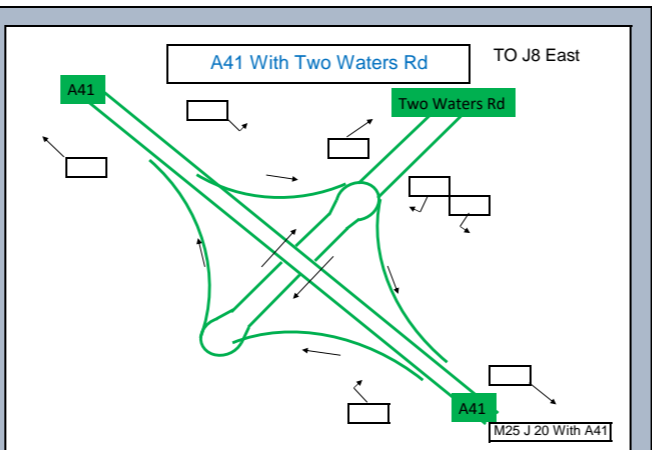 A41 With Two Waters Rd
TO J8 East
A41
Two Waters Rd
A41
M25 J 20 With A41